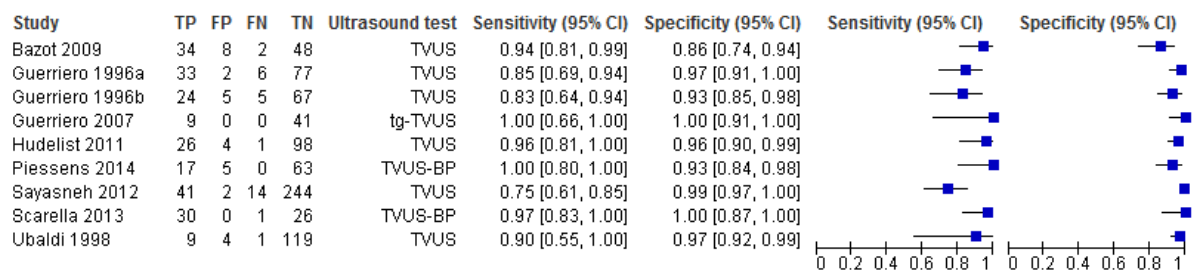 Study TP FP FN TN Ultrasound test Sensitivity (95% CI) Specificity (95% CI) Sensitivity (95% CI) Specificity (95% CI)
Bazot 2009 34 8 2 48 TVUS 0.94 [0.81, 0.99] 0.86 [0.74, 0.94]
Guerriero 1996a 33 2 6 77 TVUS 0.85 [0.69, 0.94] 0.97 [0.91, 1.00]
Guerriero 1996b 24 5 5 67 TVUS 0.83 [0.64, 0.94] 0.93 [0.85, 0.98]
Guerriero 2007 9 0 0 41 tg-TVUS 1.00 [0.66, 1.00] 1.00 [0.91, 1.00]
Hudelist 2011 26 4 1 98 TVUS 0.96 [0.81, 1.00] 0.96 [0.90, 0.99]
Piessens 2014 17 5 0 63 TVUS-BP 1.00 [0.80, 1.00] 0.93 [0.84, 0.98]
Sayasneh 2012 41 2 14 244 TVUS 0.75 [0.61, 0.85] 0.99 [0.97, 1.00]
Scarella 2013 30 0 1 26 TVUS-BP 0.97 [0.83, 1.00] 1.00 [0.87, 1.00]
Ubaldi 1998 9 4 1 119 TVUS 0.90 [0.55, 1.00] 0.97 [0.92, 0.99]
0 0.2 0.4 0.6 0.8 1 0 0.2 0.4 0.6 0.8 1